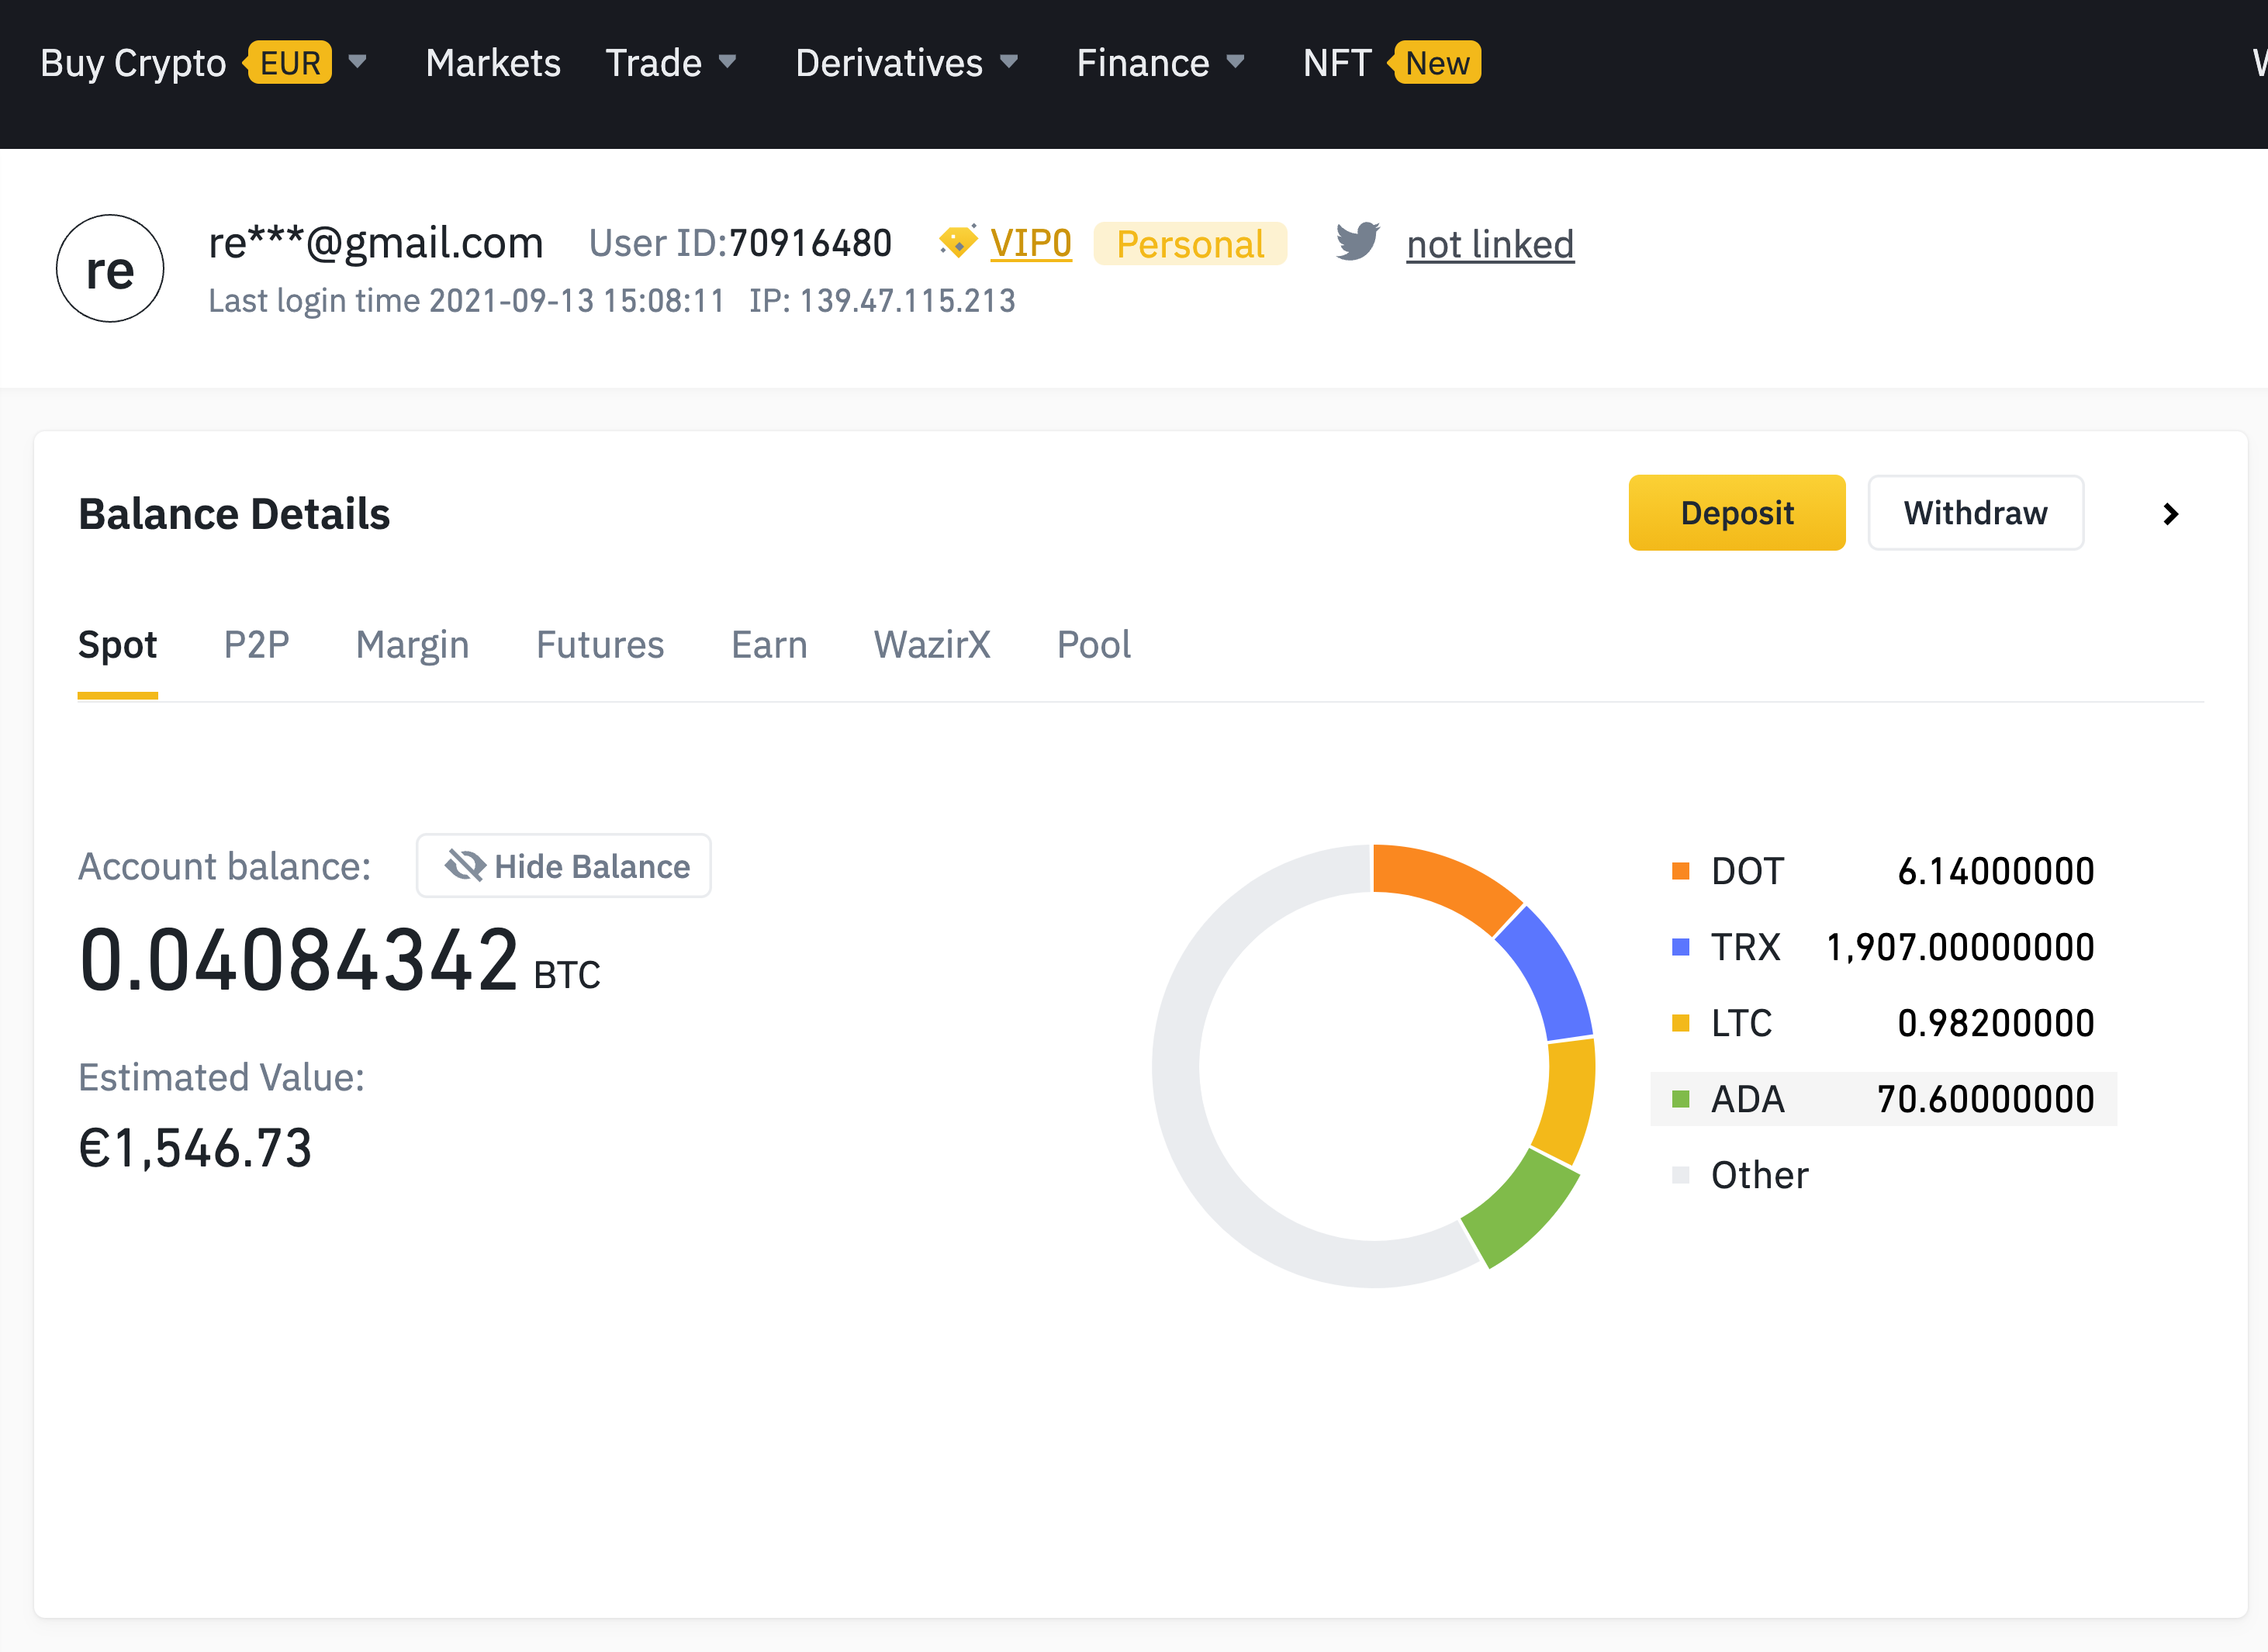 Buy Crypto EUR Markets Trade Derivatives Finance NFT New
re
re***@gmail.com User ID:70916480 VIP0 Personal not linked
Last login time 2021-09-13 15:08:11 IP: 139.47.115.213
Balance Details Deposit Withdraw
Spot P2P Margin Futures Earn WazirX Pool
Account balance: Hide Balance
0.04084342 BTC
Estimated Value:
€1,546.73
DOT 6.14000000
TRX 1,907.00000000
LTC 0.98200000
ADA 70.60000000
Other